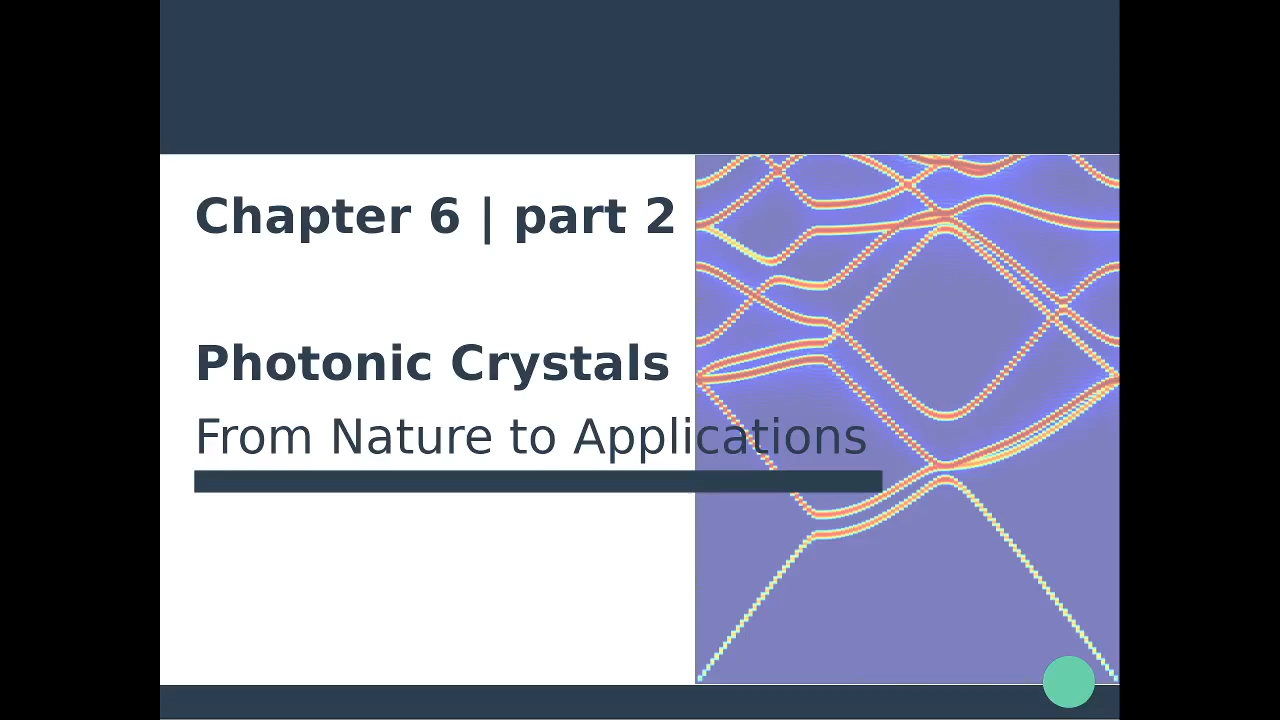 Chapter 6 | part 2
Photonic Crystals
From Nature to Applications